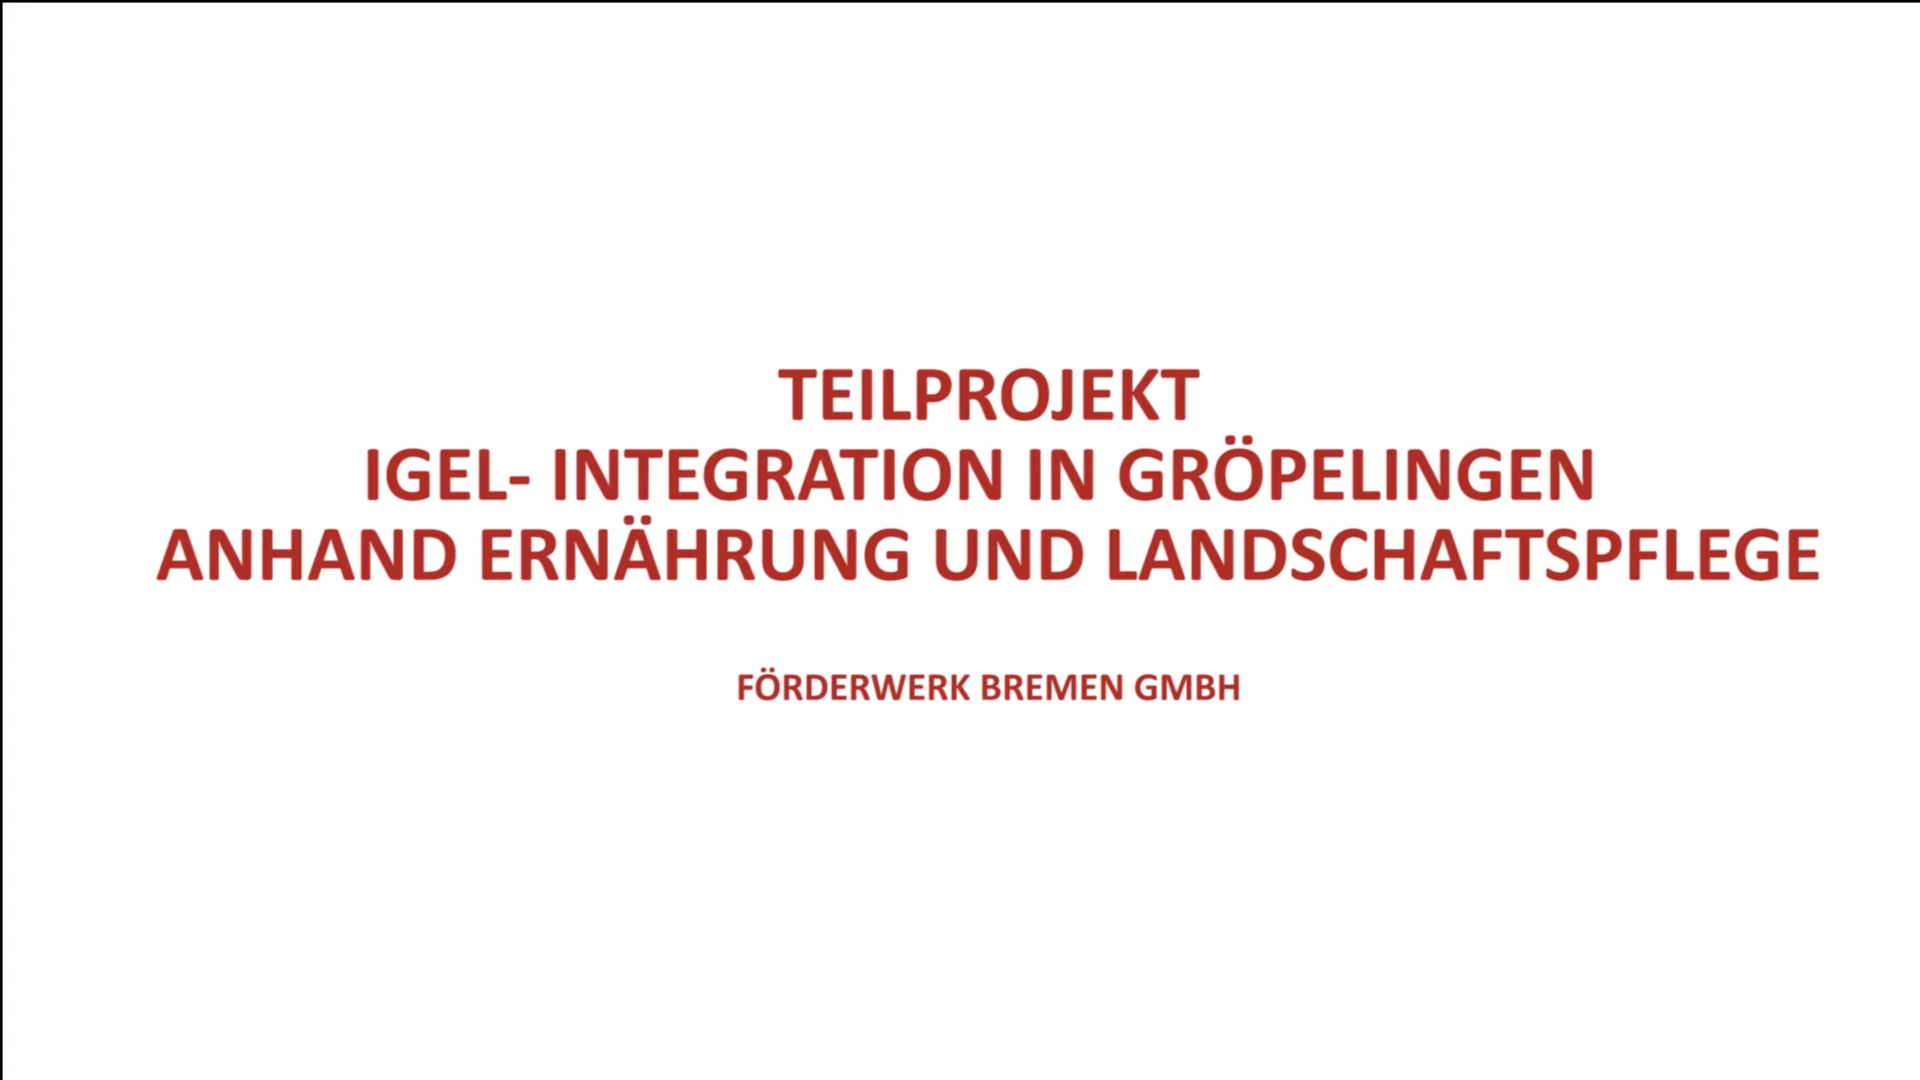 TEILPROJEKT
IGEL- INTEGRATION IN GRÖPELINGEN
ANHAND ERNÄHRUNG UND LANDSCHAFTSPFLEGE
FÖRDERWERK BREMEN GMBH